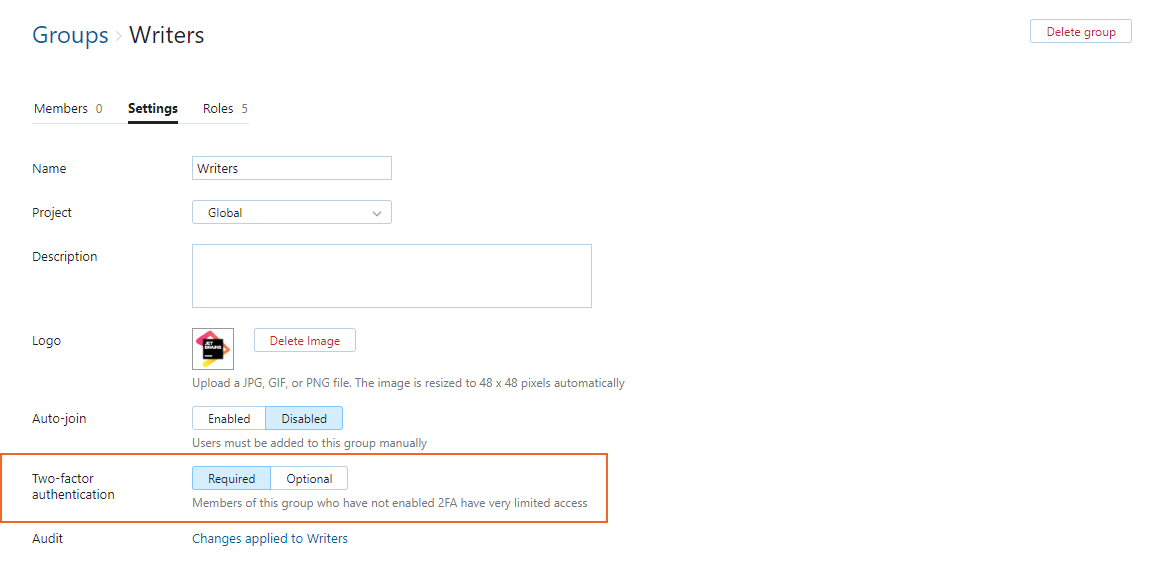 Groups › Writers
Delete group
Members 0 Settings Roles 5
Name Writers
Project Global
Description
Logo JET BRAINS Delete Image
Upload a JPG, GIF, or PNG file. The image is resized to 48 x 48 pixels automatically
Auto-join Enabled Disabled
Users must be added to this group manually
Two-factor authentication Required Optional
Members of this group who have not enabled 2FA have very limited access
Audit Changes applied to Writers